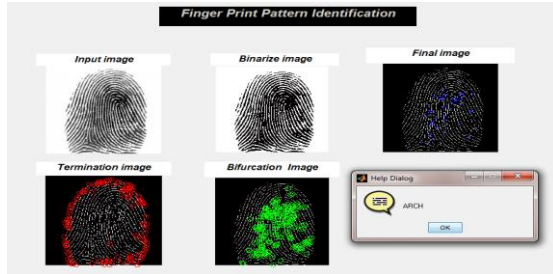 Finger Print Pattern Identification
Input image
Binarize image
Final image
Termination image
Bifurcation Image
Help Dialog
ARCH
OK